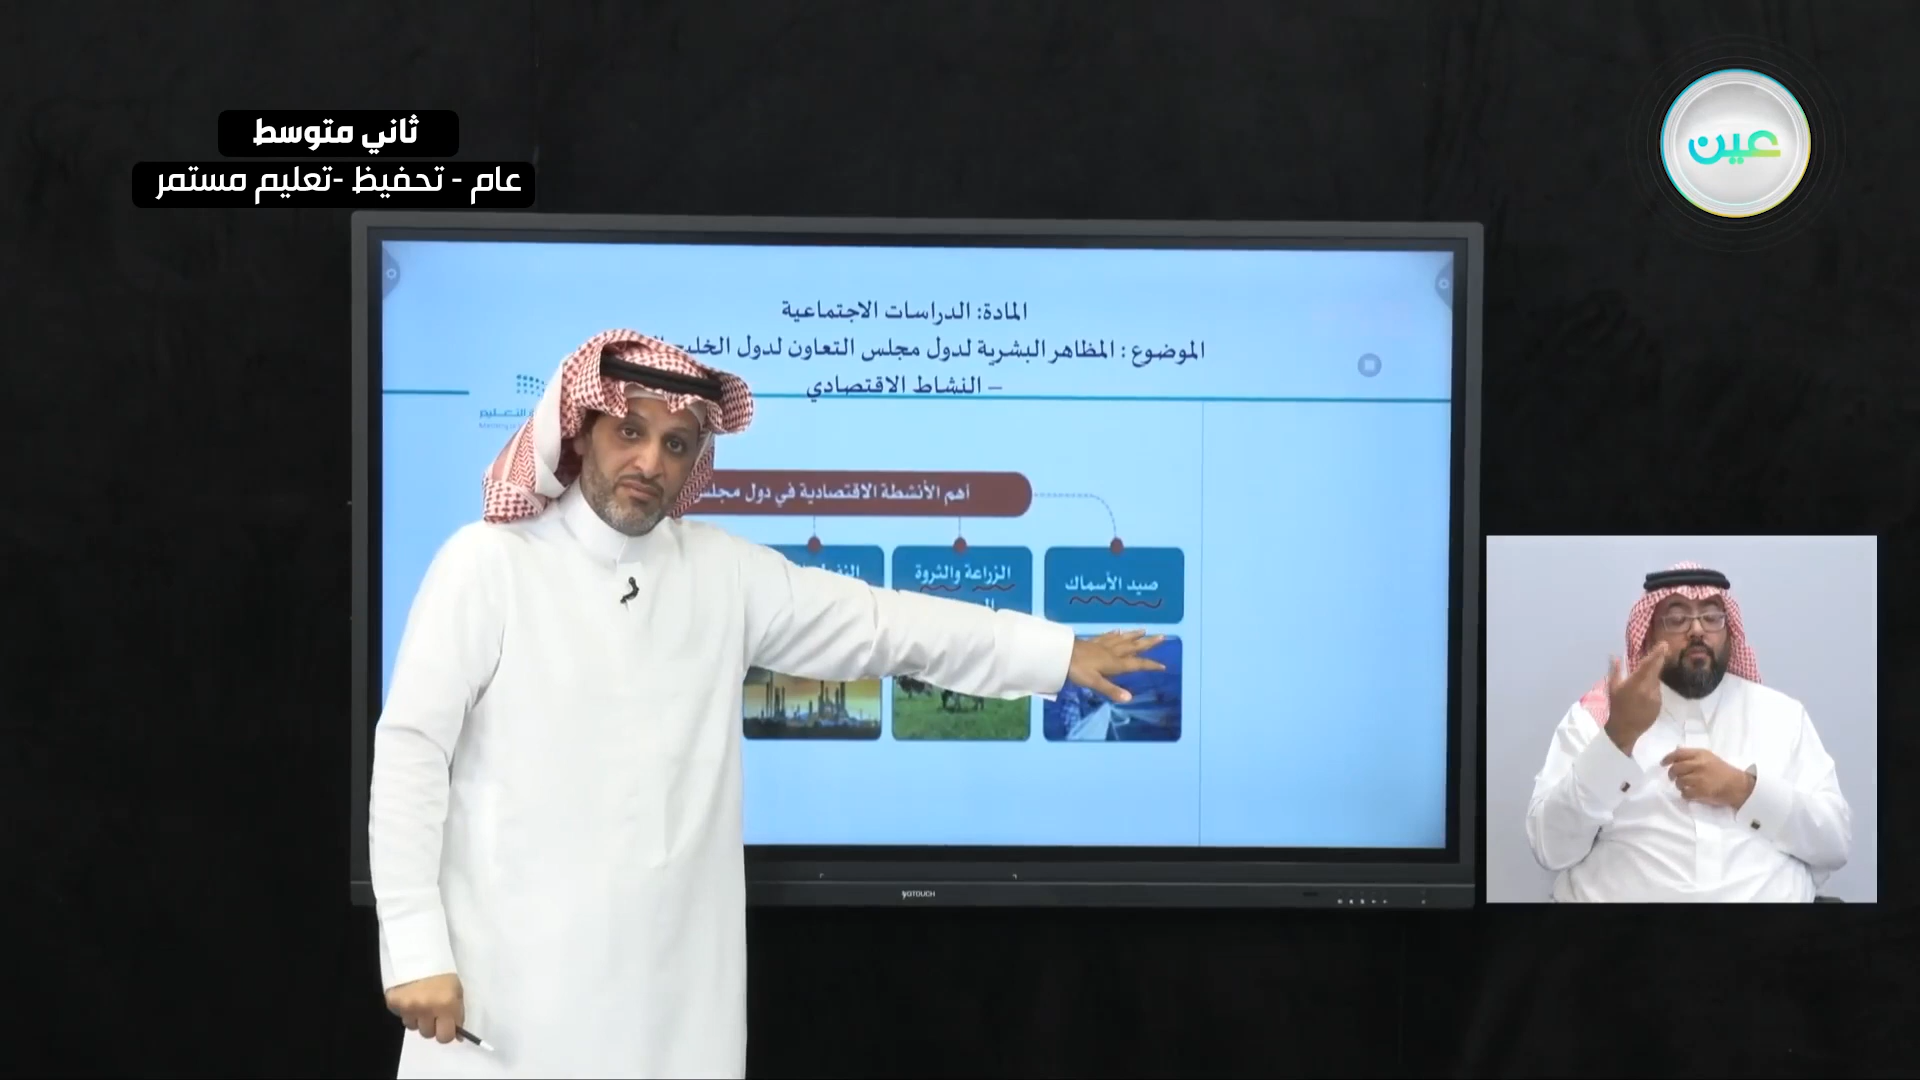 ثاني متوسط
عام - تحفيظ -تعليم مستمر
عين
المادة: الدراسات الاجتماعية
الموضوع : المظاهر البشرية لدول مجلس التعاون لدول الخليج
– النشاط الاقتصادي
أهم الأنشطة الاقتصادية في دول مجلس
صيد الأسماك
الزراعة والثروة